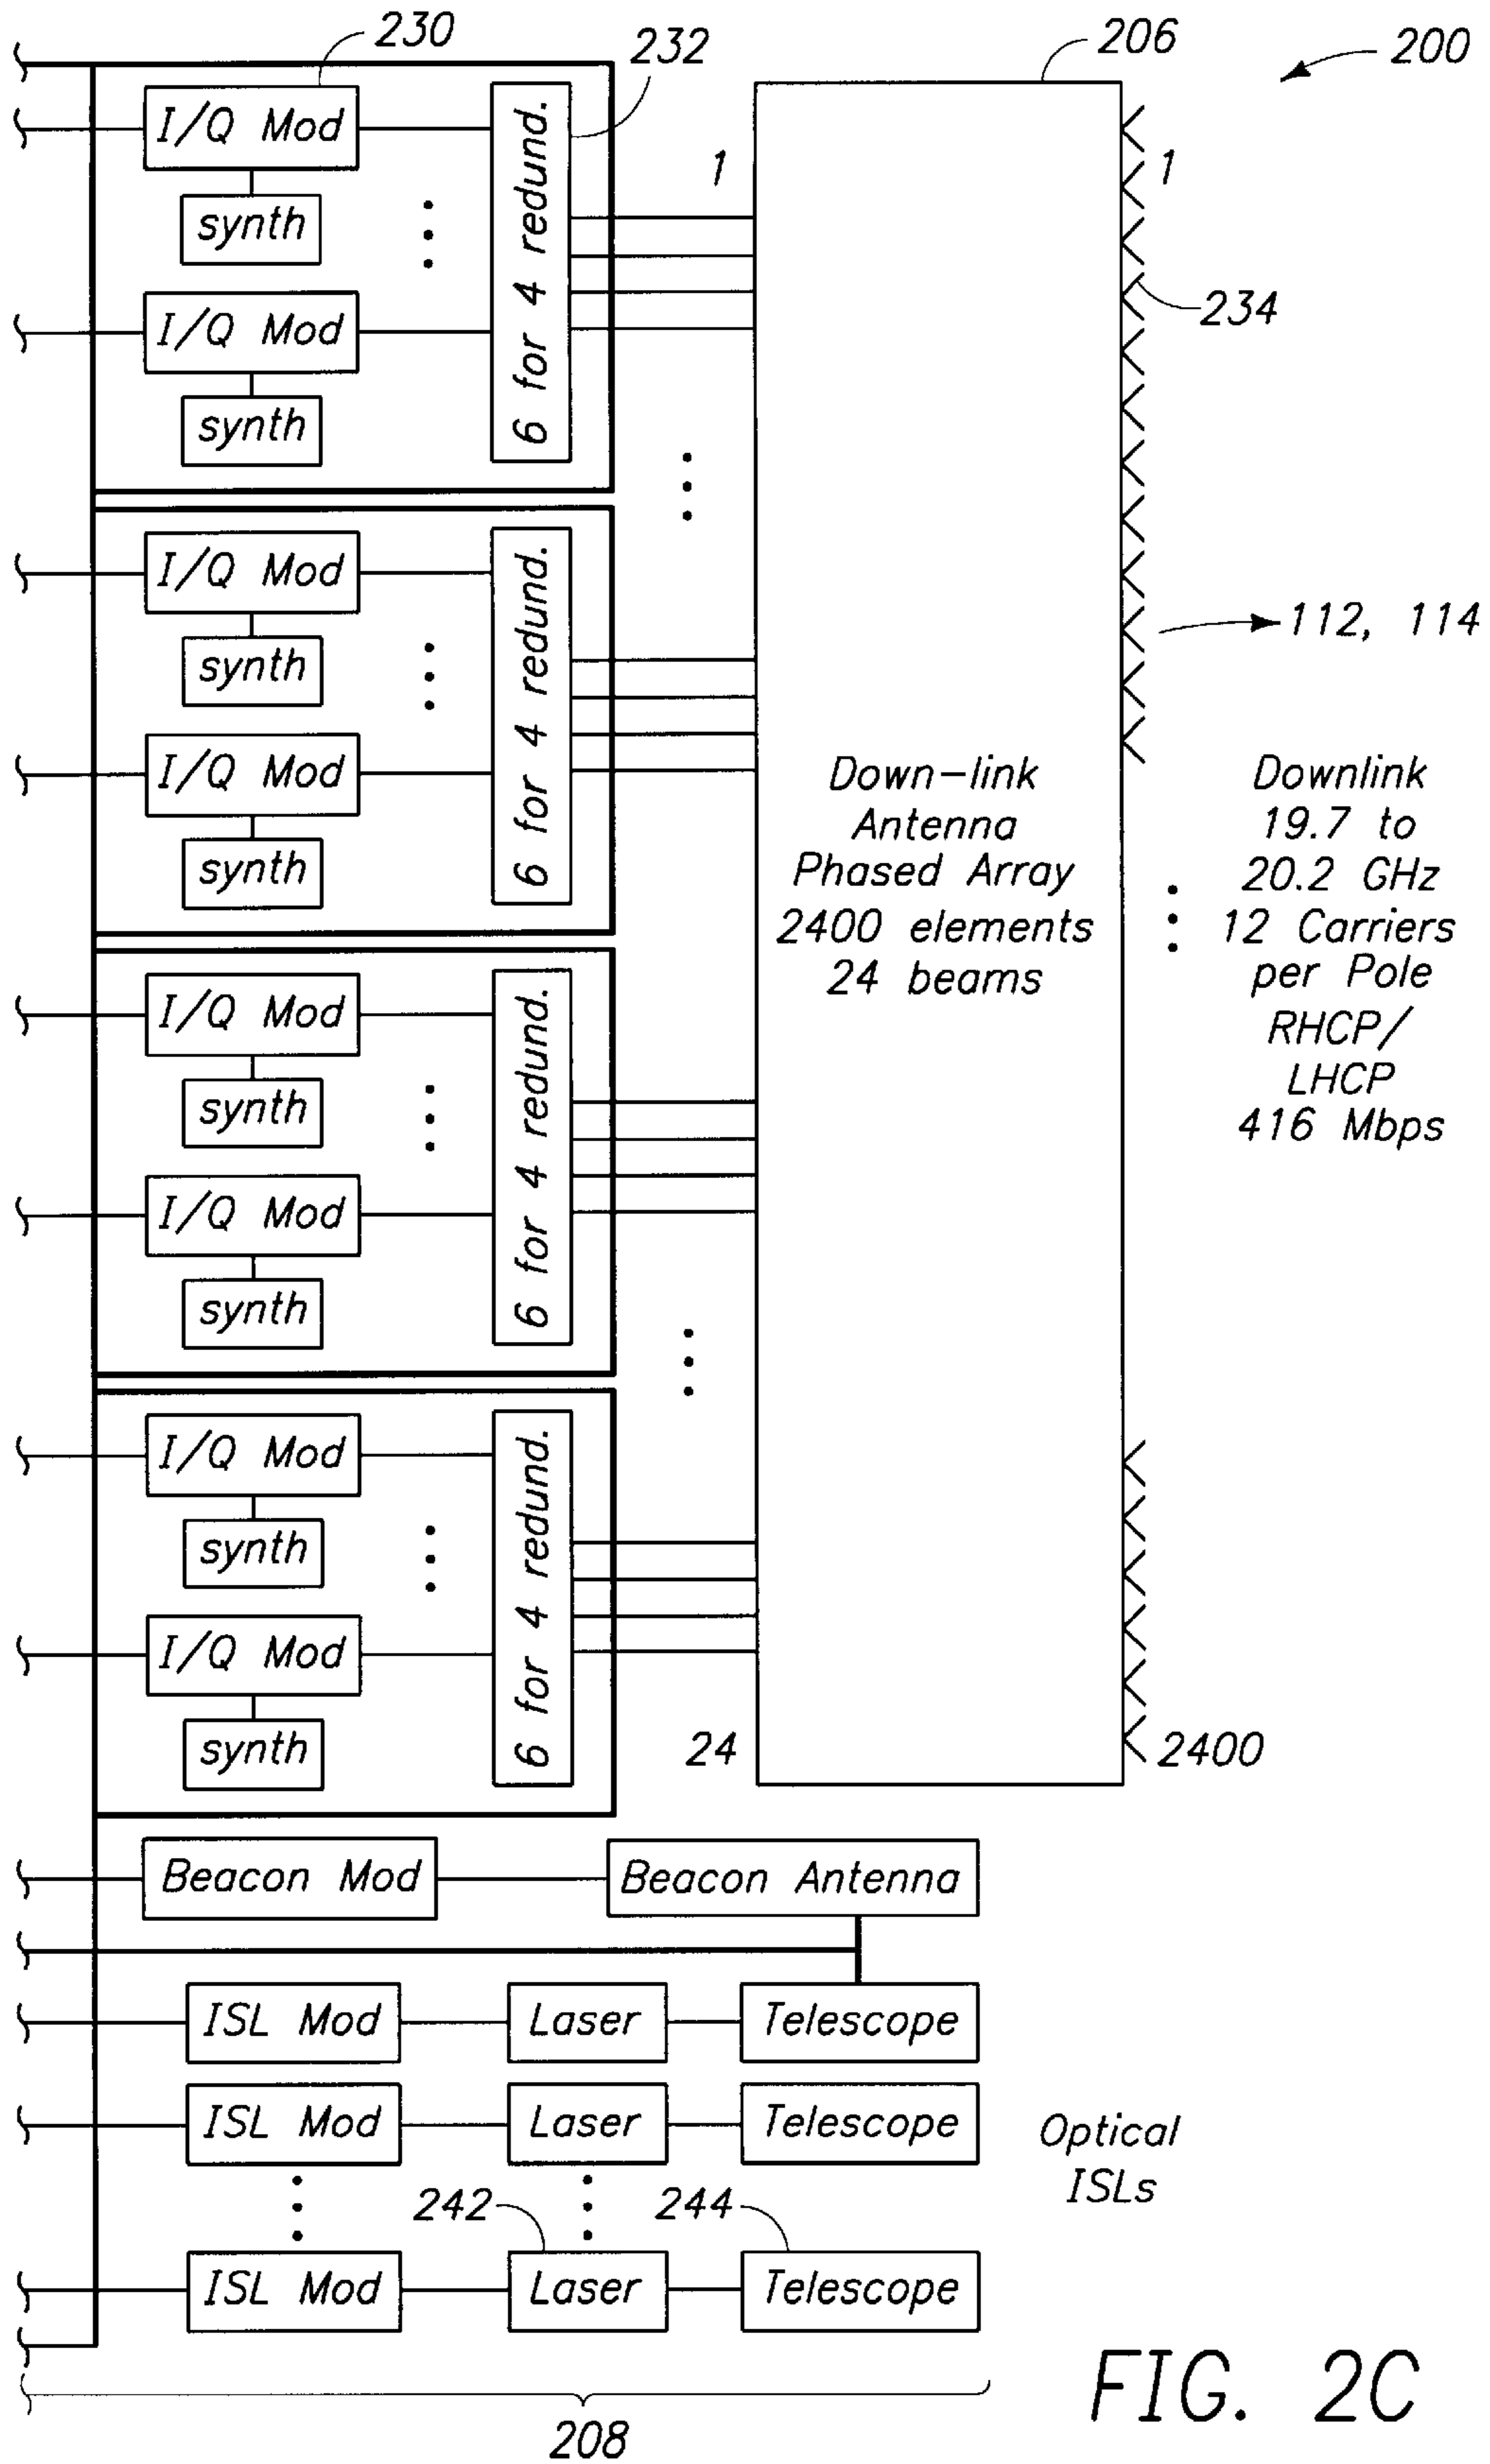 230
232
206
200
I/Q Mod
synth
I/Q Mod
synth
6 for 4 redund.
1
1
234
I/Q Mod
synth
I/Q Mod
synth
6 for 4 redund.
112, 114
Down-link
Antenna
Phased Array
2400 elements
24 beams
Downlink
19.7 to
20.2 GHz
12 Carriers
per Pole
RHCP/
LHCP
416 Mbps
I/Q Mod
synth
I/Q Mod
synth
6 for 4 redund.
I/Q Mod
synth
I/Q Mod
synth
6 for 4 redund.
24
2400
Beacon Mod
Beacon Antenna
ISL Mod
Laser
Telescope
ISL Mod
Laser
Telescope
Optical
ISLs
242
244
ISL Mod
Laser
Telescope
208
FIG. 2C